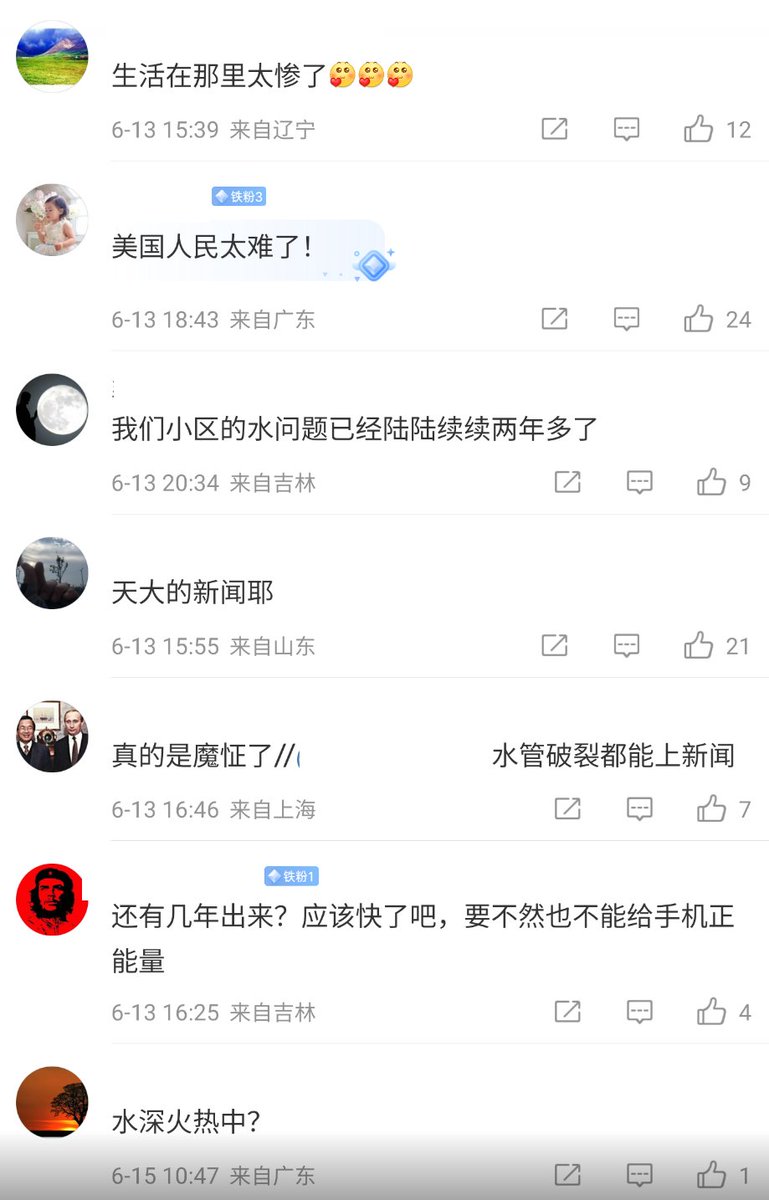 生活在那里太惨了
6-13 15:39 来自辽宁
12
铁粉3
美国人民太难了！
6-13 18:43 来自广东
24
我们小区的水问题已经陆陆续续两年多了
6-13 20:34 来自吉林
9
天大的新闻耶
6-13 15:55 来自山东
21
真的是魔怔了//( 水管破裂都能上新闻
6-13 16:46 来自上海
7
铁粉1
还有几年出来？应该快了吧，要不然也不能给手机正
能量
6-13 16:25 来自吉林
4
水深火热中？
6-15 10:47 来自广东
1